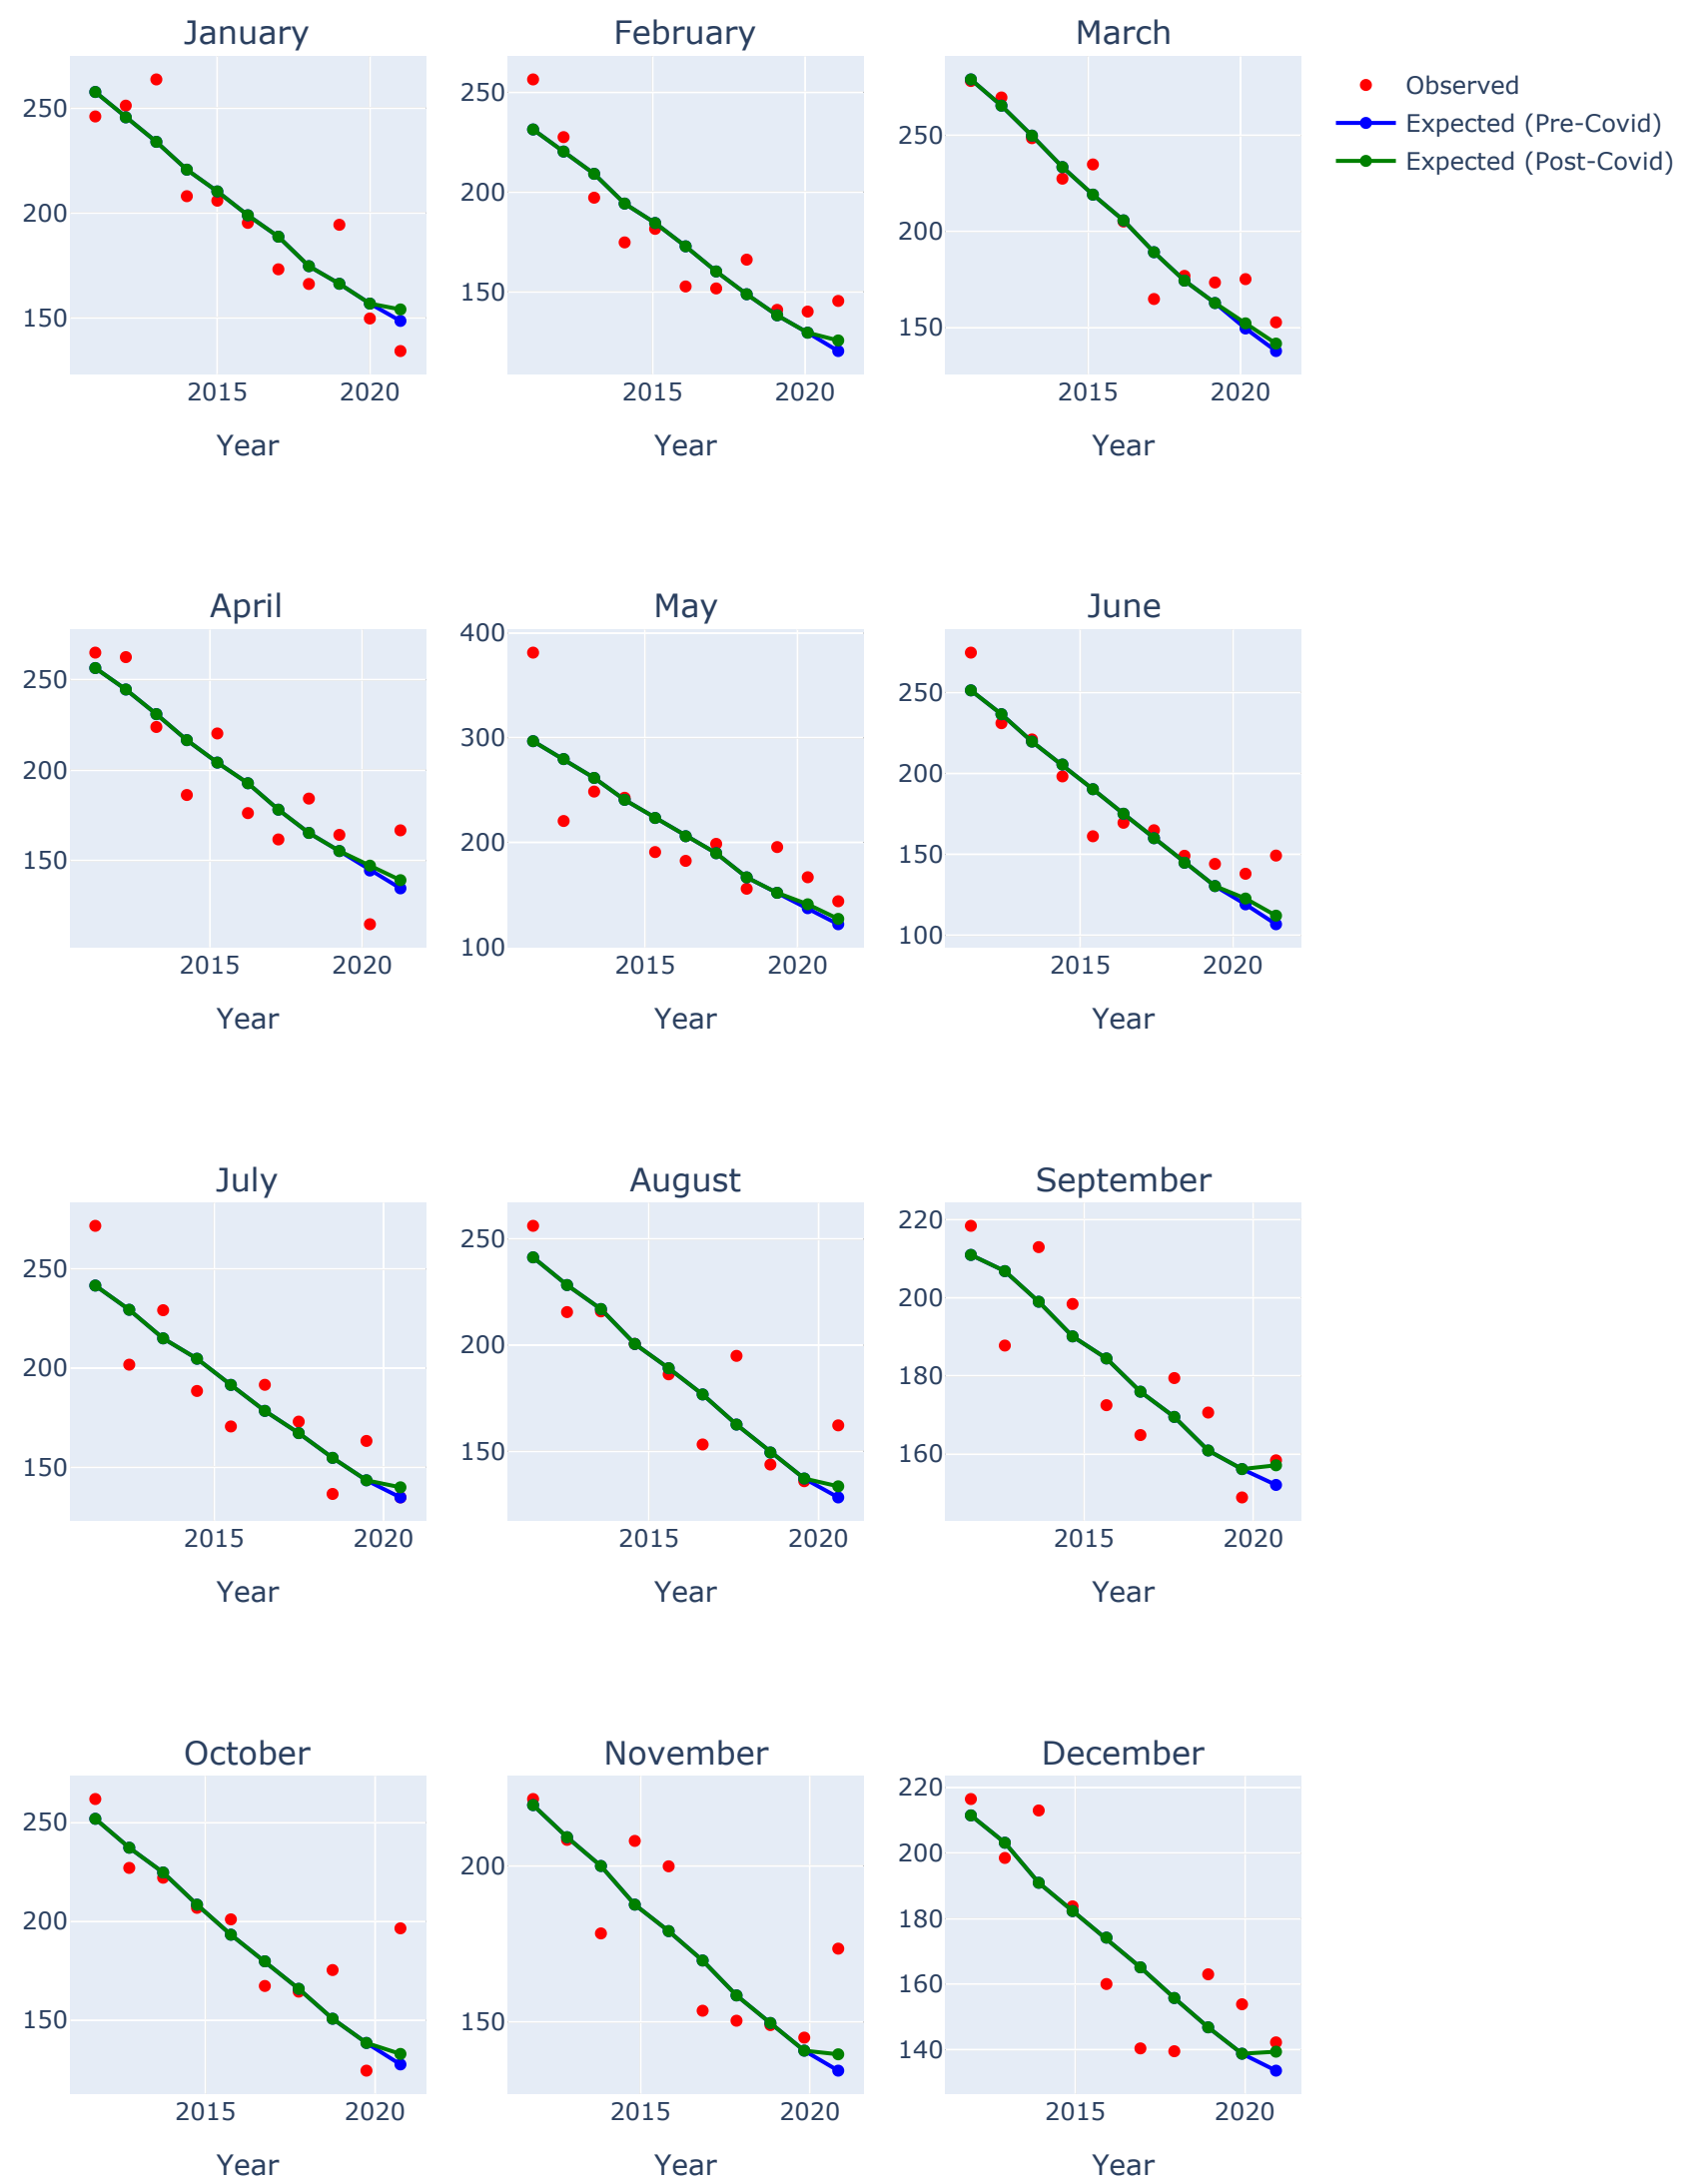 January February March
250
200
150
2015 2020
Year
250
200
150
2015 2020
Year
250
200
150
2015 2020
Year
Observed
Expected (Pre-Covid)
Expected (Post-Covid)
April May June
250
200
150
2015 2020
Year
400
300
200
100
2015 2020
Year
250
200
150
100
2015 2020
Year
July August September
250
200
150
2015 2020
Year
250
200
150
2015 2020
Year
220
200
180
160
2015 2020
Year
October November December
250
200
150
2015 2020
Year
200
150
2015 2020
Year
220
200
180
160
140
2015 2020
Year